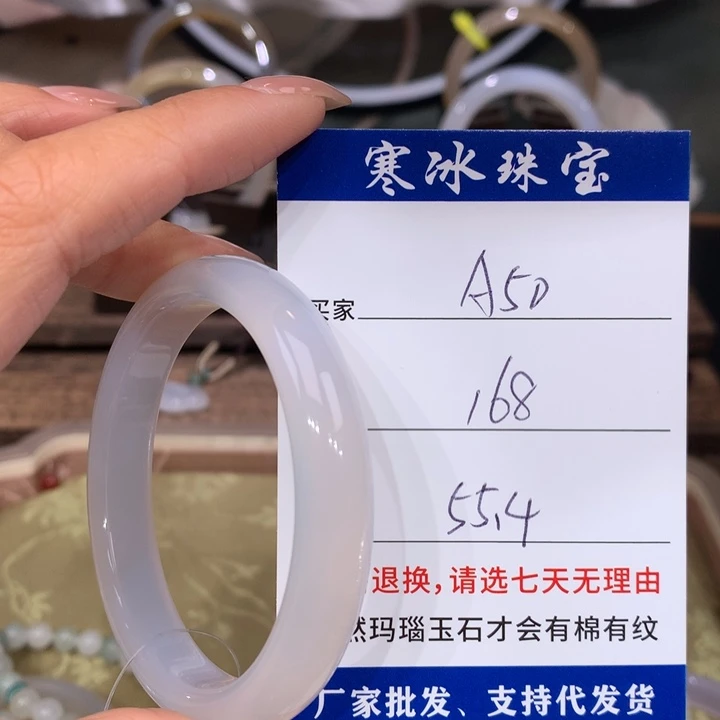 寒冰珠宝
买家 A50
168
55.4
退换,请选七天无理由
然玛瑙玉石才会有棉有纹
厂家批发、支持代发货